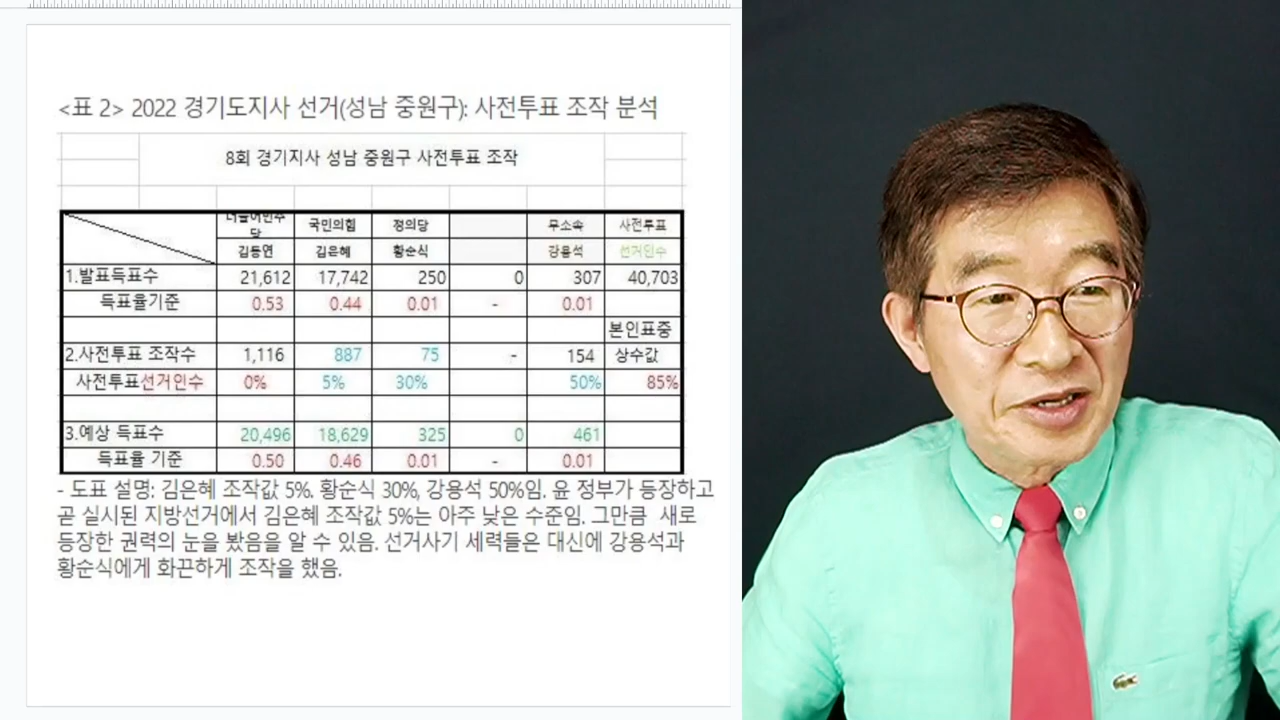 <표 2> 2022 경기도지사 선거(성남 중원구): 사전투표 조작 분석
8회 경기지사 성남 중원구 사전투표 조작
더불어민주당 국민의힘 정의당 무소속 사전투표
김동연 김은혜 황순식 강용석 선거인수
1.발표득표수 21,612 17,742 250 0 307 40,703
득표율기준 0.53 0.44 0.01 - 0.01
본인표중
2.사전투표 조작수 1,116 887 75 - 154 상수값
사전투표선거인수 0% 5% 30% 50% 85%
3.예상 득표수 20,496 18,629 325 0 461
득표율 기준 0.50 0.46 0.01 - 0.01
- 도표 설명: 김은혜 조작값 5%. 황순식 30%, 강용석 50%임. 윤 정부가 등장하고
곧 실시된 지방선거에서 김은혜 조작값 5%는 아주 낮은 수준임. 그만큼 새로
등장한 권력의 눈을 봤음을 알 수 있음. 선거사기 세력들은 대신에 강용석과
황순식에게 화끈하게 조작을 했음.